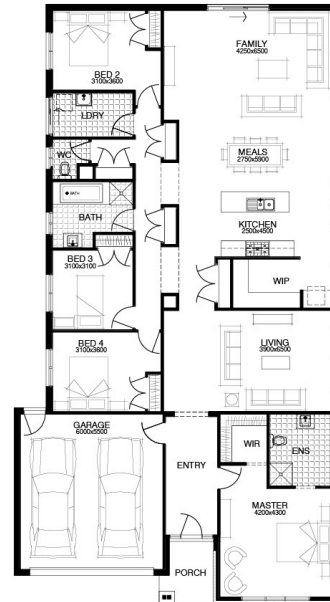 FAMILY
4250x6500
BED 2
3100x3600
LDRY
WC
MEALS
2750x5900
BATH
BATH
KITCHEN
2500x4500
BED 3
3100x3100
WIP
BED 4
3100x3600
LIVING
3900x6500
GARAGE
6000x5500
WIR
ENS
ENTRY
MASTER
4200x4300
PORCH